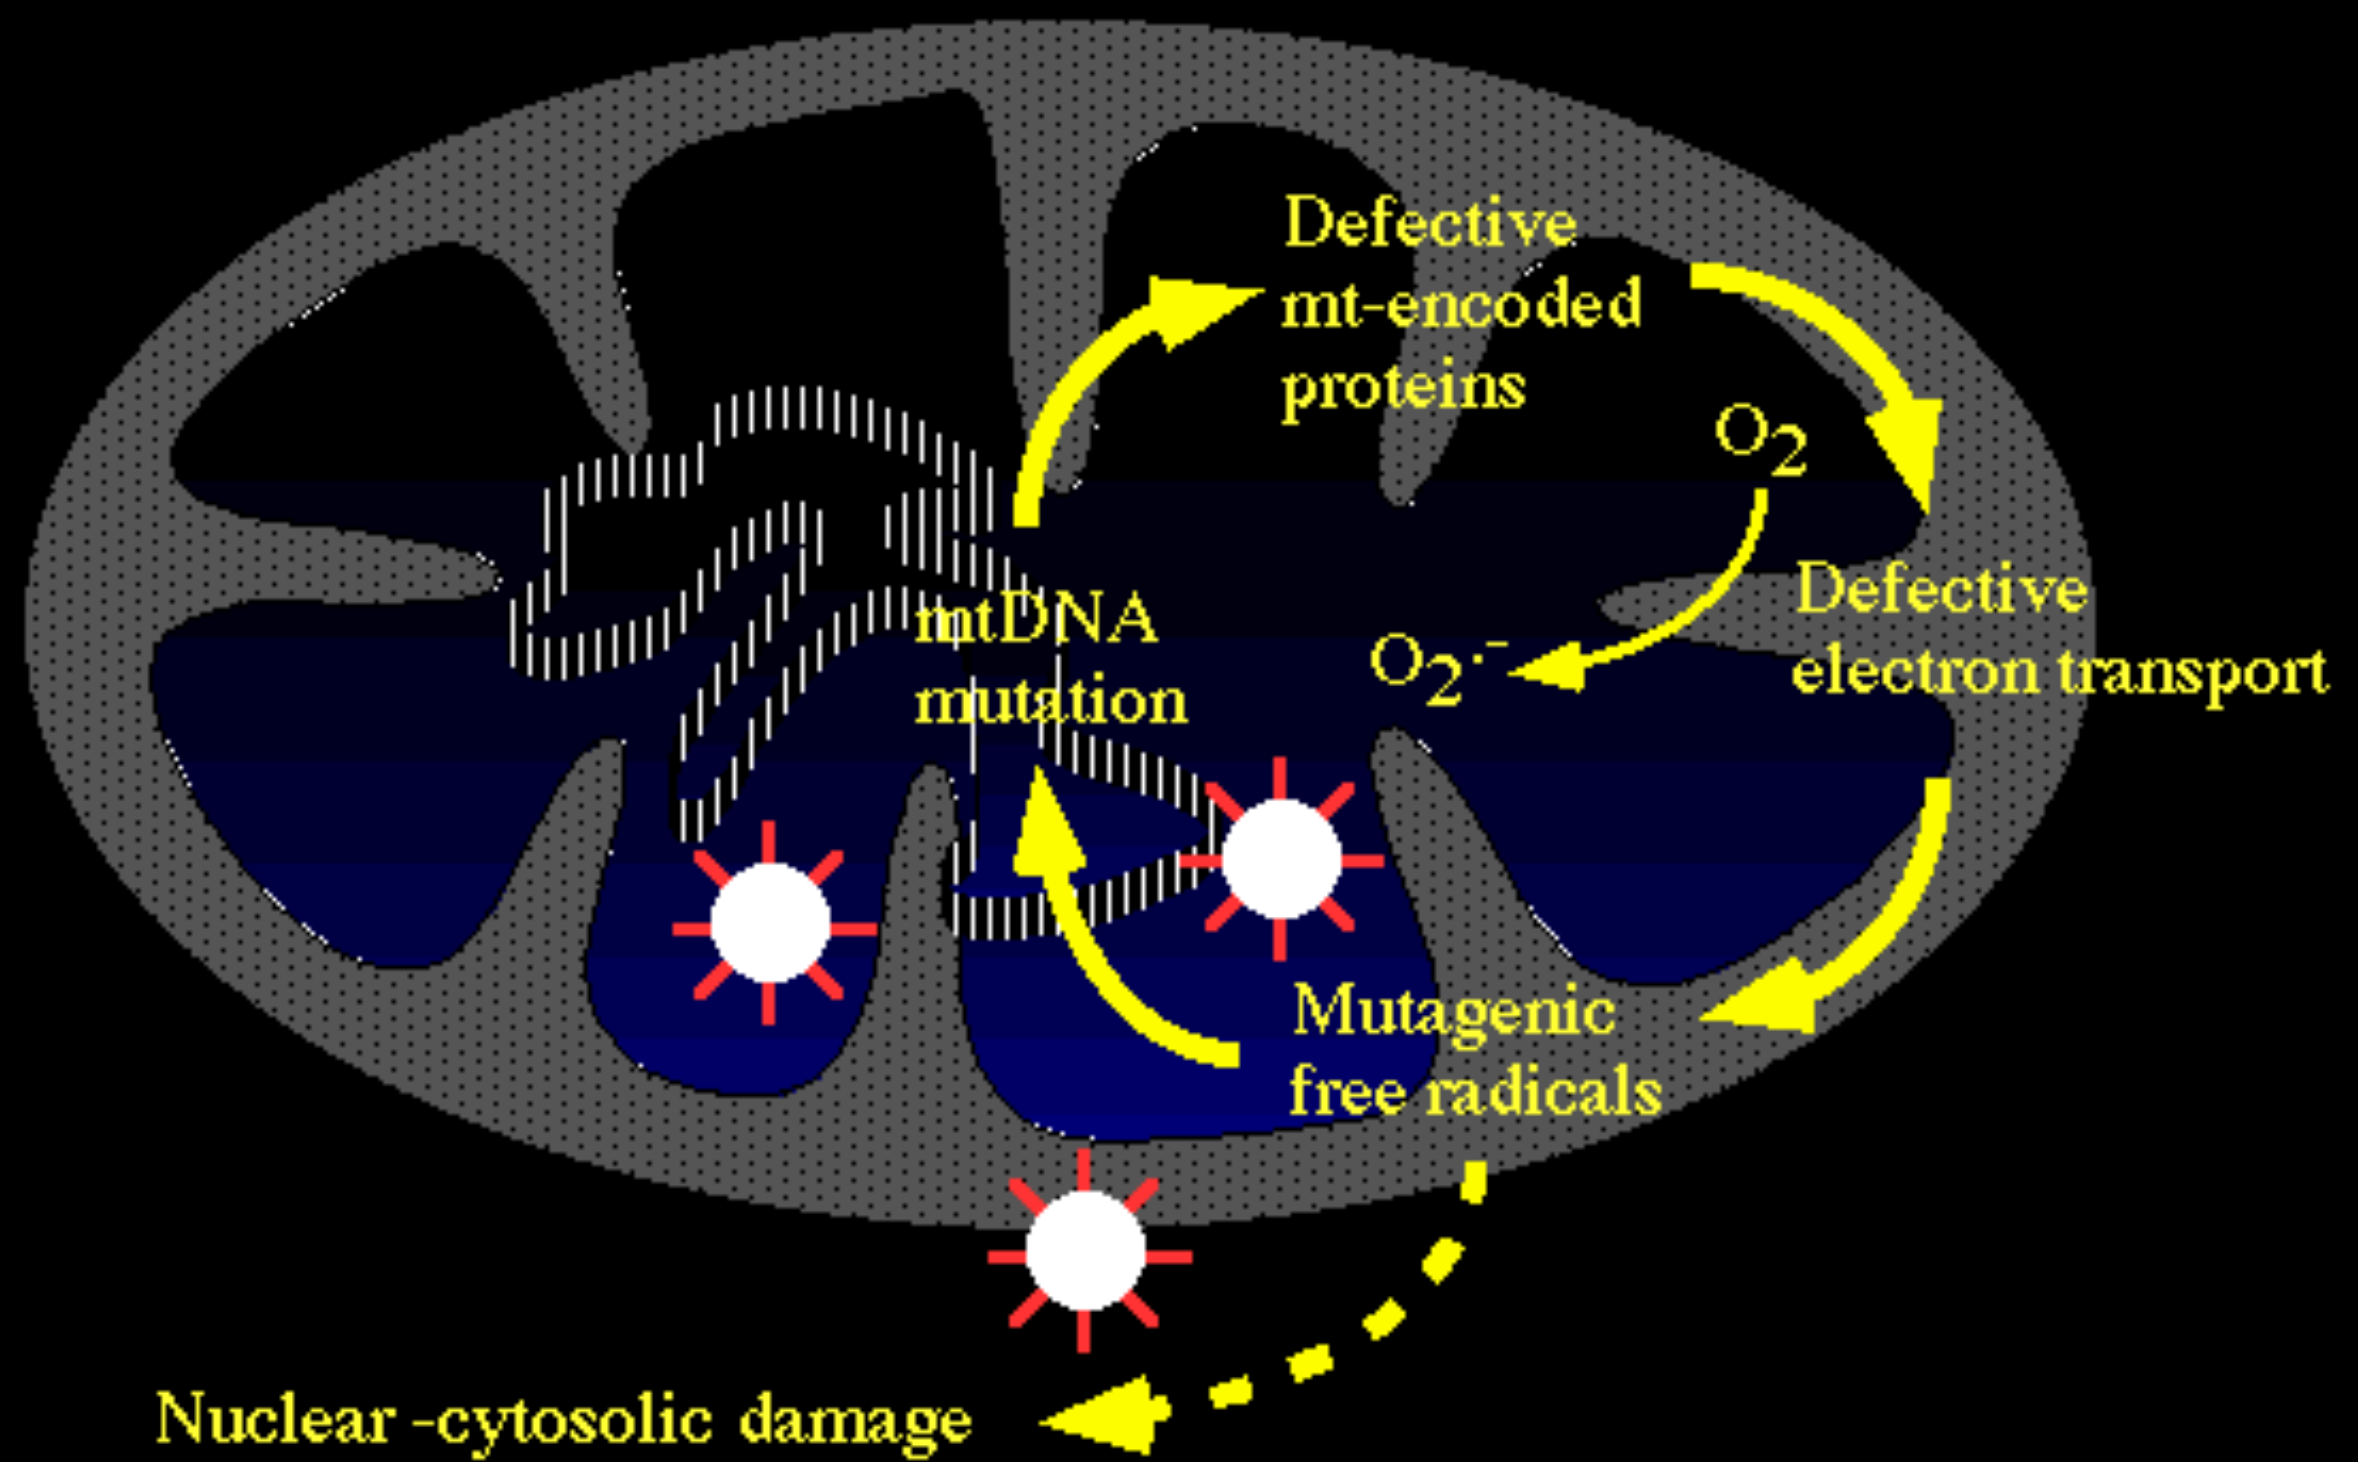 Defective
mt-encoded
proteins
O2
Defective
electron transport
O2·-
mtDNA
mutation
Mutagenic
free radicals
Nuclear-cytosolic damage